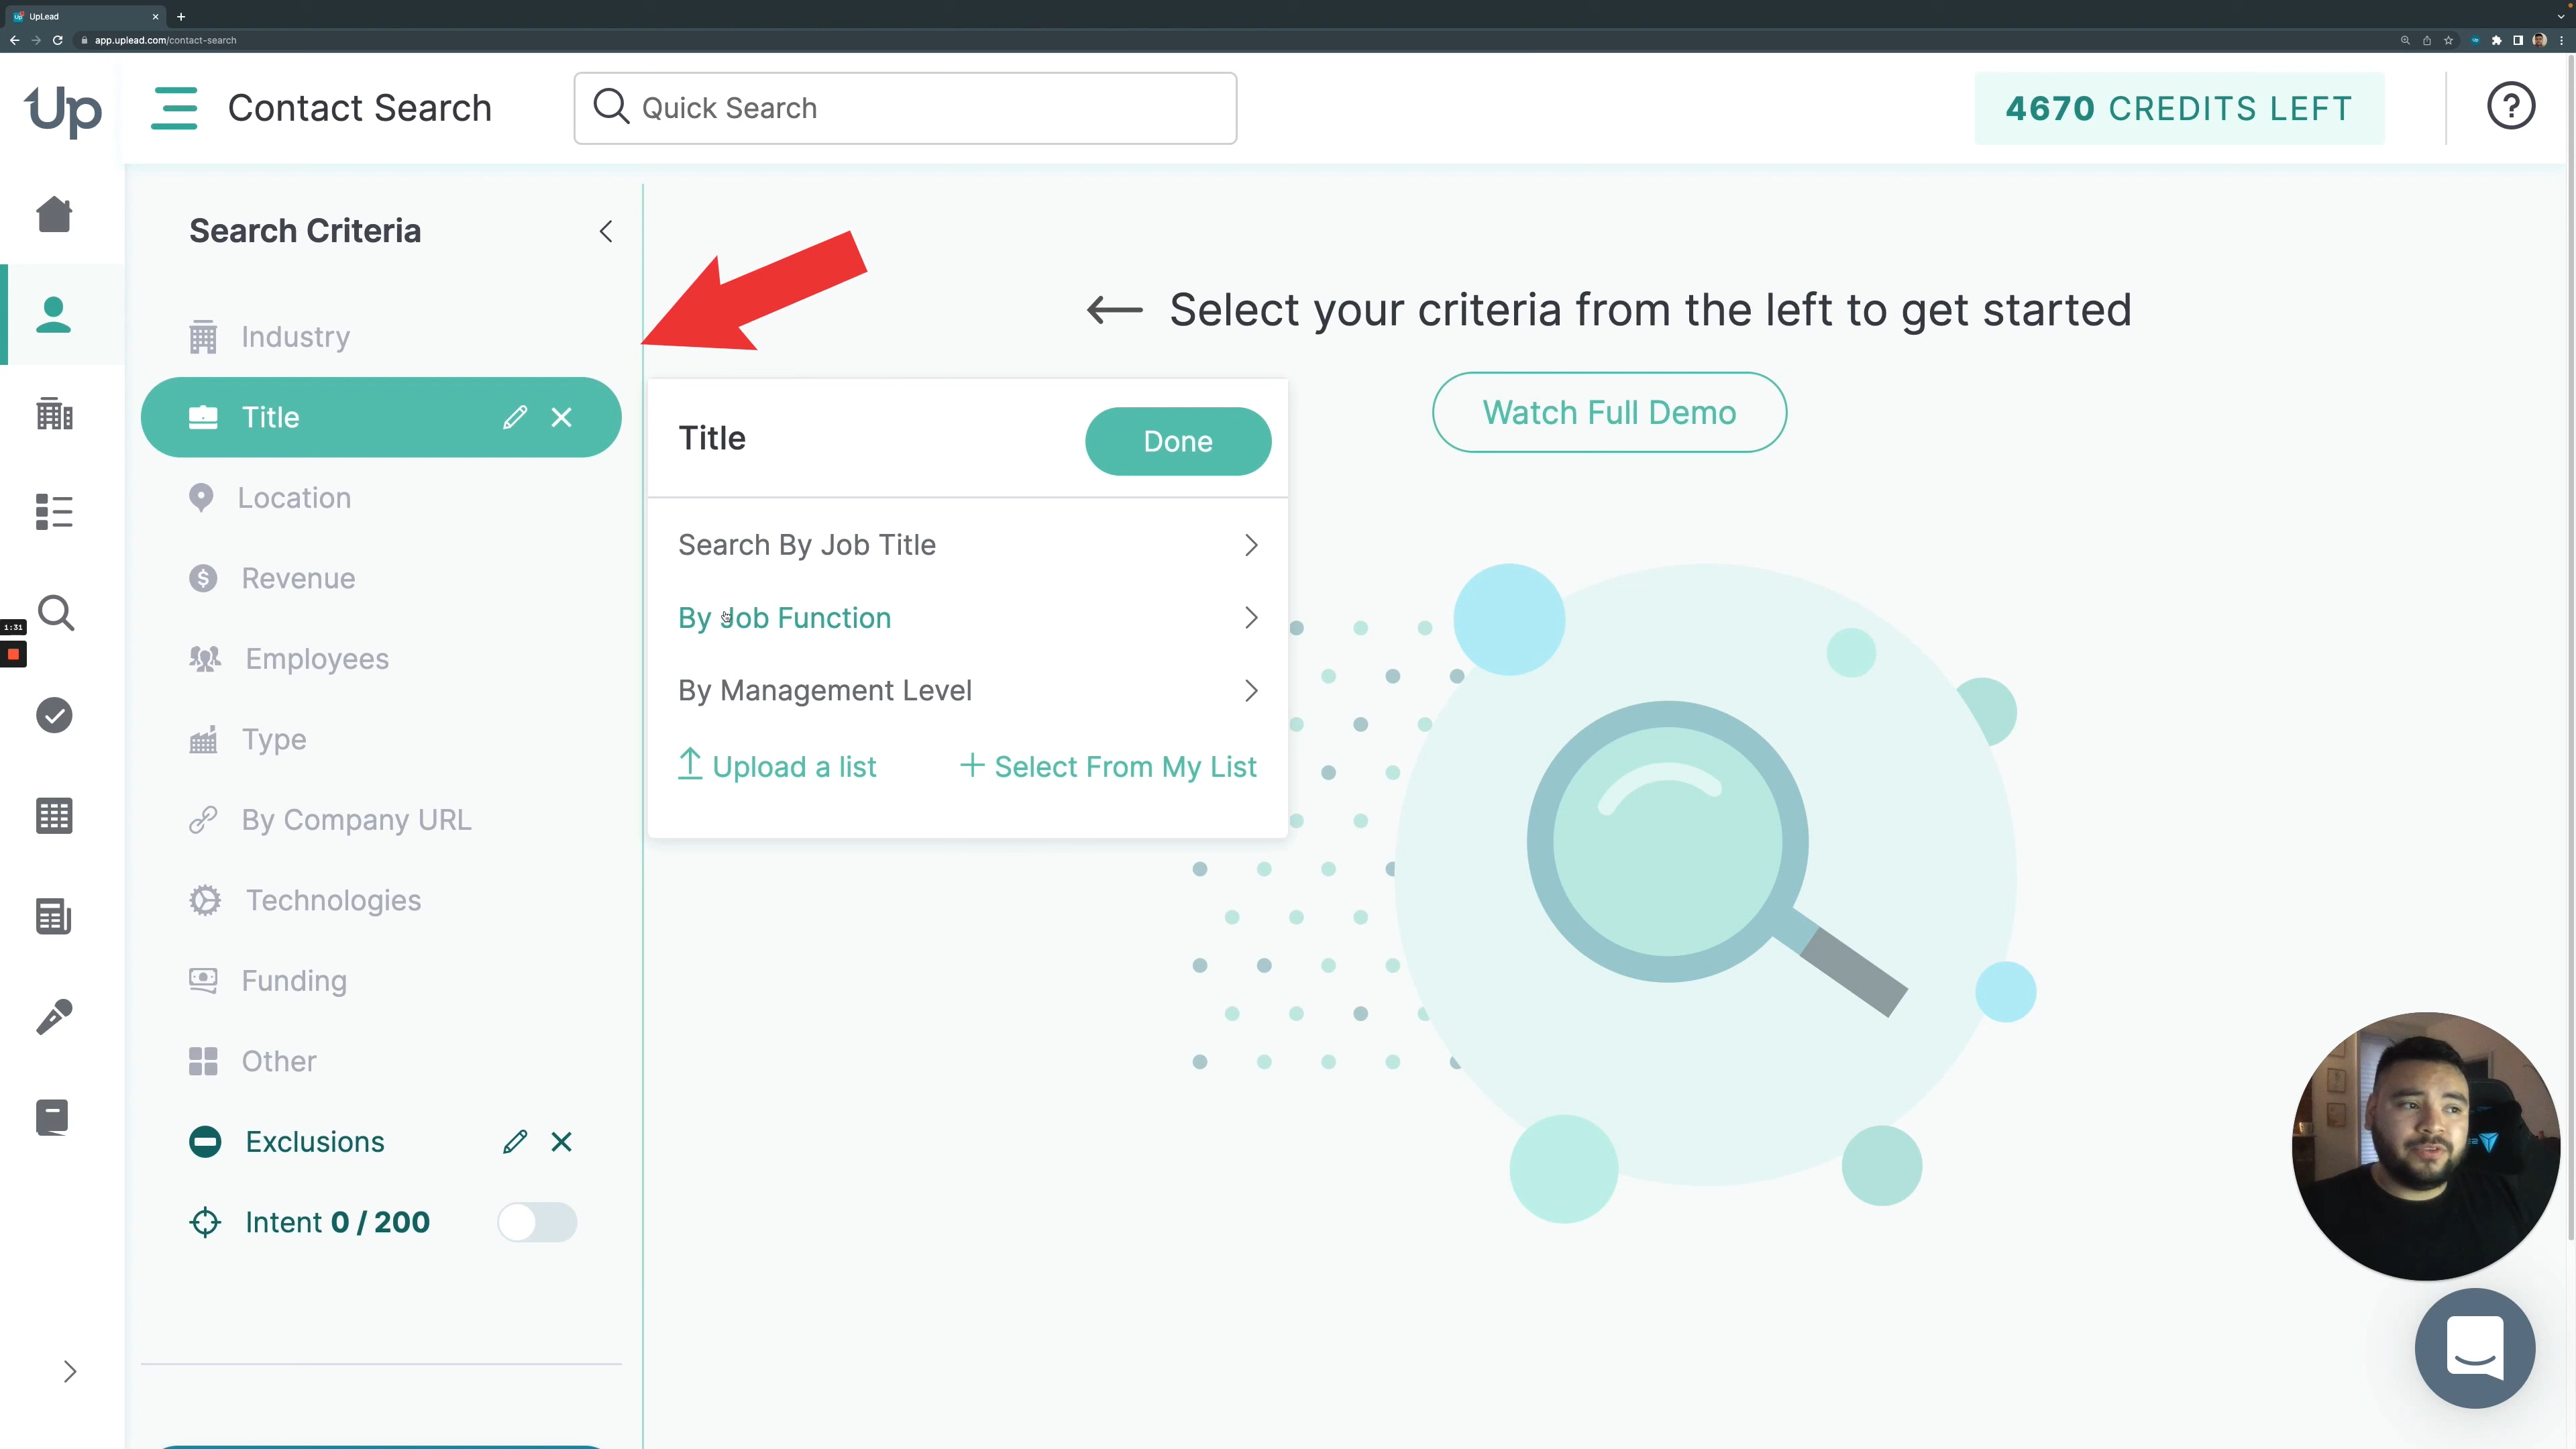 UpLead
app.uplead.com/contact-search
Up
Contact Search
Quick Search
4670 CREDITS LEFT
?
Search Criteria
Industry
Title
Location
Revenue
Employees
Type
By Company URL
Technologies
Funding
Other
Exclusions
Intent 0 / 200
1:31
Select your criteria from the left to get started
Watch Full Demo
Title
Done
Search By Job Title
By Job Function
By Management Level
Upload a list
Select From My List